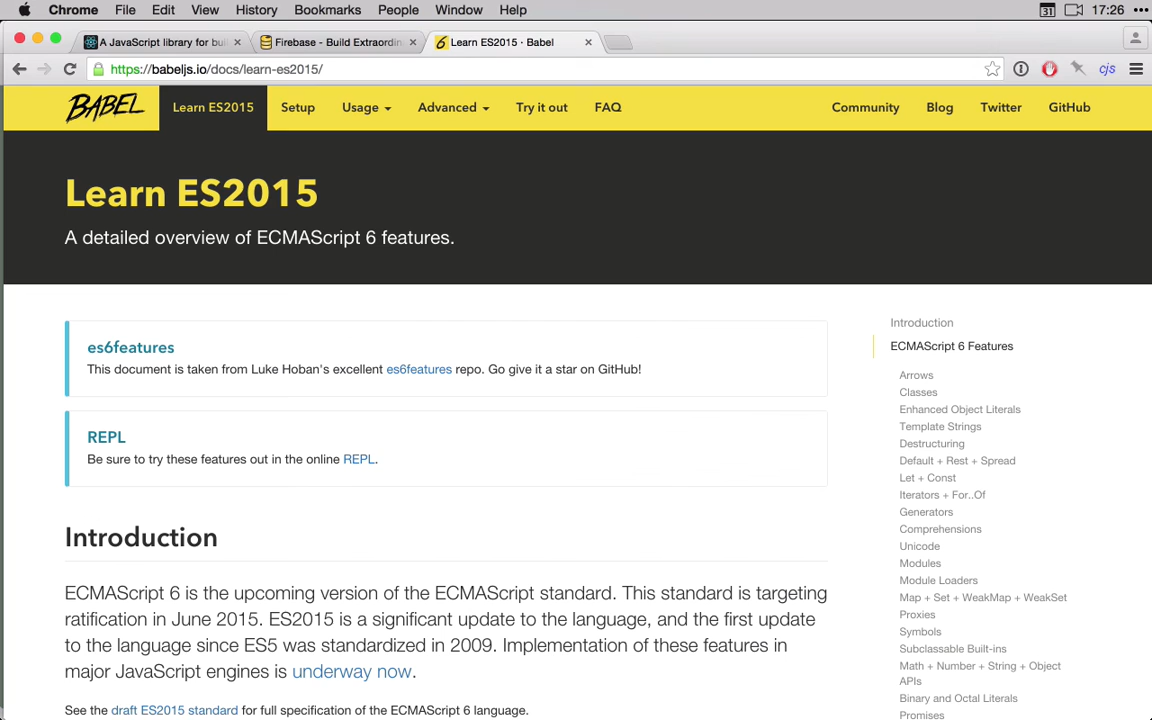 Chrome File Edit View History Bookmarks People Window Help 31 17:26
A JavaScript library for bui Firebase - Build Extraordin Learn ES2015 · Babel
https://babeljs.io/docs/learn-es2015/ cjs
BABEL Learn ES2015 Setup Usage Advanced Try it out FAQ Community Blog Twitter GitHub
Learn ES2015
A detailed overview of ECMAScript 6 features.
es6features
This document is taken from Luke Hoban's excellent es6features repo. Go give it a star on GitHub!
REPL
Be sure to try these features out in the online REPL.
Introduction
ECMAScript 6 is the upcoming version of the ECMAScript standard. This standard is targeting
ratification in June 2015. ES2015 is a significant update to the language, and the first update
to the language since ES5 was standardized in 2009. Implementation of these features in
major JavaScript engines is underway now.
See the draft ES2015 standard for full specification of the ECMAScript 6 language.
Introduction
ECMAScript 6 Features
Arrows
Classes
Enhanced Object Literals
Template Strings
Destructuring
Default + Rest + Spread
Let + Const
Iterators + For..Of
Generators
Comprehensions
Unicode
Modules
Module Loaders
Map + Set + WeakMap + WeakSet
Proxies
Symbols
Subclassable Built-ins
Math + Number + String + Object
APIs
Binary and Octal Literals
Promises